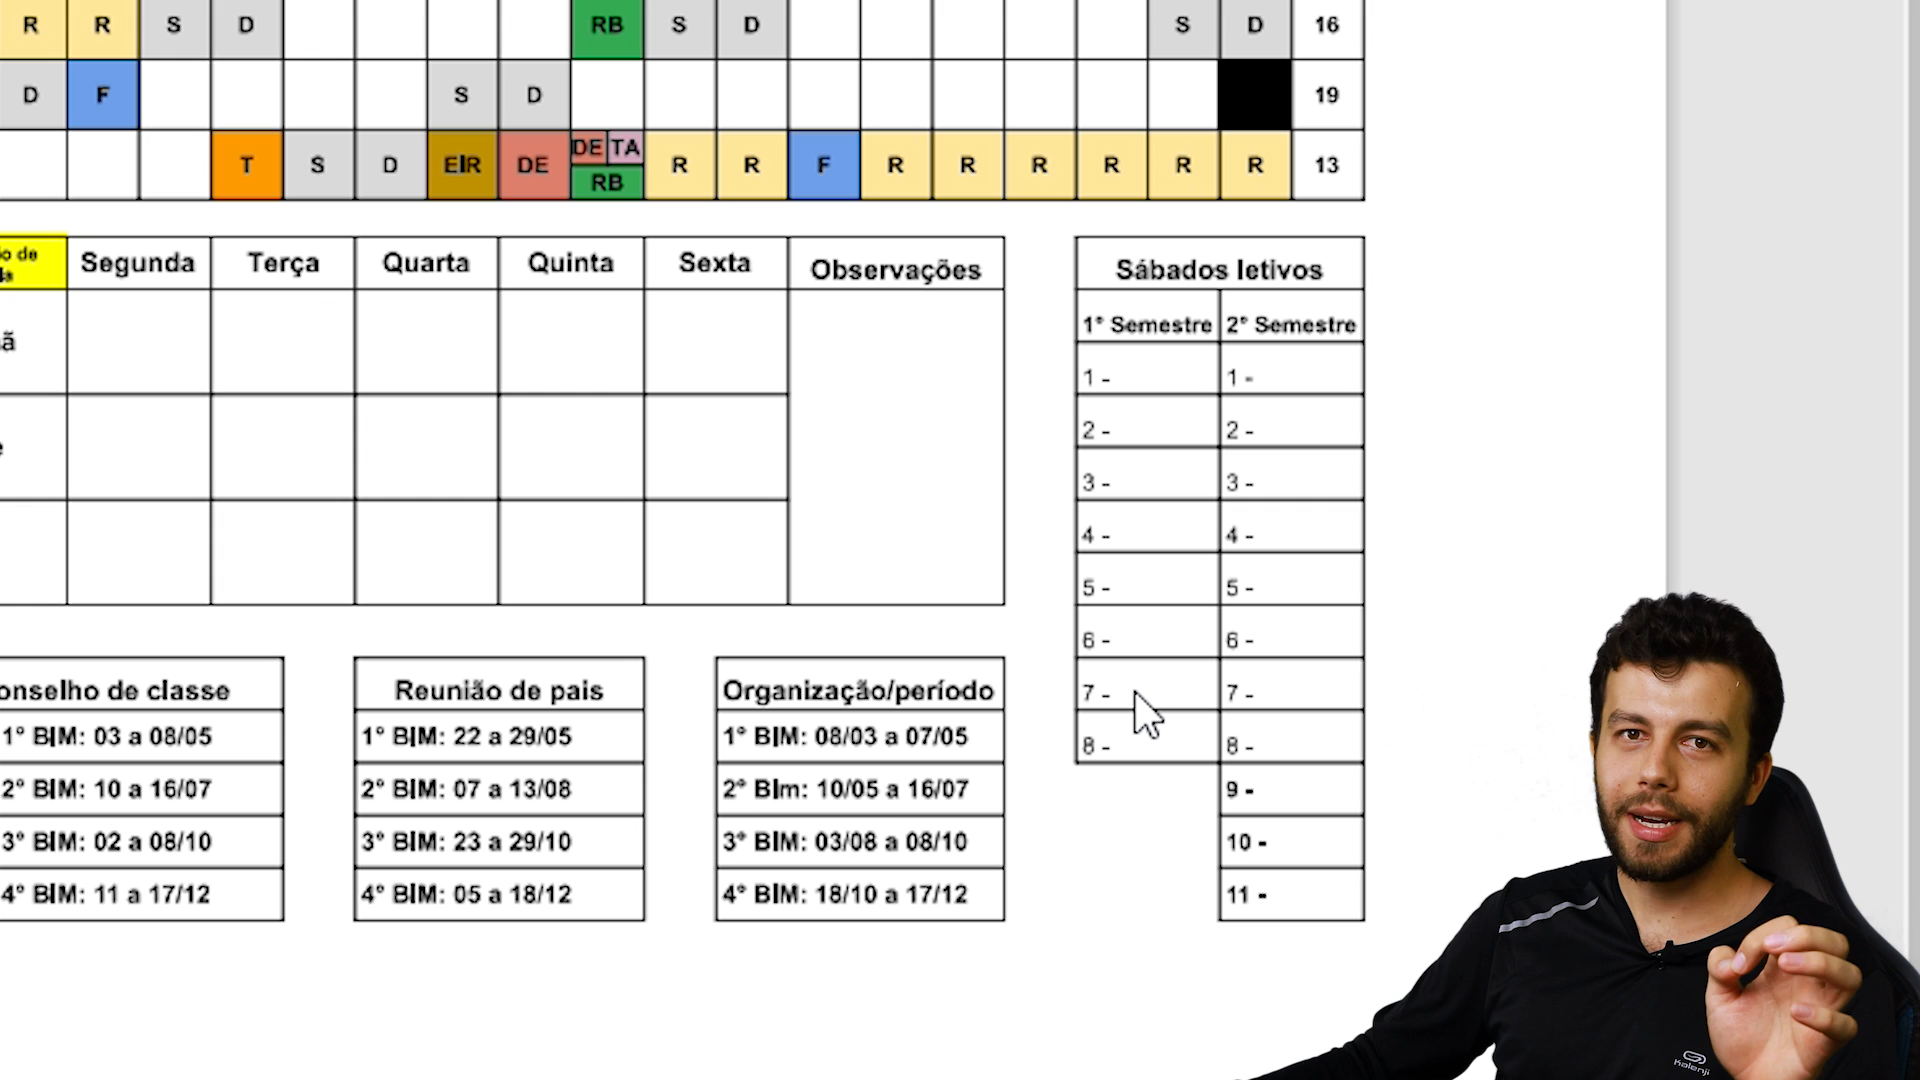 R R S D RB S D S D 16
D F S D 19
T S D EIR DE DE TA RB R R F R R R R R R 13
Segunda Terça Quarta Quinta Sexta Observações
Sábados letivos
1° Semestre 2° Semestre
1 - 1 -
2 - 2 -
3 - 3 -
4 - 4 -
5 - 5 -
6 - 6 -
7 - 7 -
8 - 8 -
9 -
10 -
11 -
onselho de classe
1° BIM: 03 a 08/05
2° BIM: 10 a 16/07
3° BIM: 02 a 08/10
4° BIM: 11 a 17/12
Reunião de pais
1° BIM: 22 a 29/05
2° BIM: 07 a 13/08
3° BIM: 23 a 29/10
4° BIM: 05 a 18/12
Organização/período
1° BIM: 08/03 a 07/05
2° BIm: 10/05 a 16/07
3° BIM: 03/08 a 08/10
4° BIM: 18/10 a 17/12
Kalenji